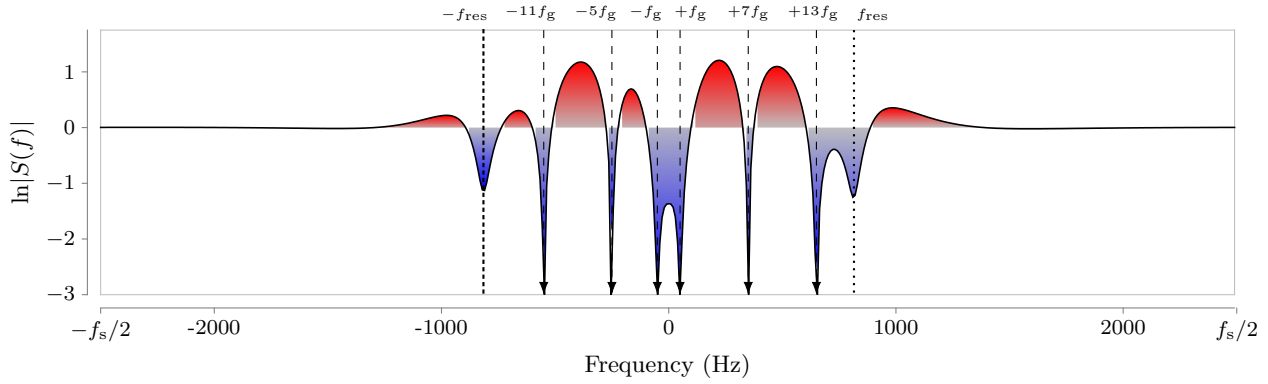 −f_res −11f_g −5f_g −f_g +f_g +7f_g +13f_g f_res
ln|S(f)|
1
0
−1
−2
−3
−f_s/2 -2000 -1000 0 1000 2000 f_s/2
Frequency (Hz)